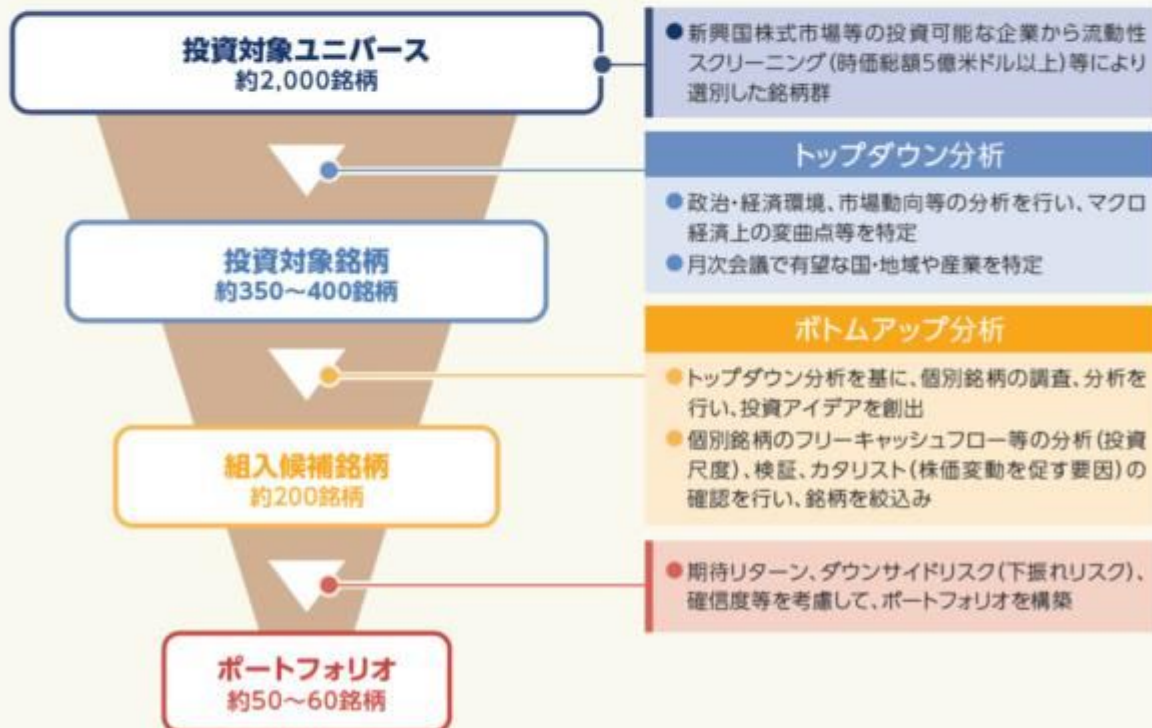 投資対象ユニバース
約2,000銘柄
●新興国株式市場等の投資可能な企業から流動性
スクリーニング(時価総額5億米ドル以上)等により
選別した銘柄群
トップダウン分析
●政治・経済環境、市場動向等の分析を行い、マクロ
経済上の変曲点等を特定
●月次会議で有望な国・地域や産業を特定
投資対象銘柄
約350～400銘柄
ボトムアップ分析
●トップダウン分析を基に、個別銘柄の調査、分析を
行い、投資アイデアを創出
●個別銘柄のフリーキャッシュフロー等の分析(投資
尺度)、検証、カタリスト(株価変動を促す要因)の
確認を行い、銘柄を絞込み
組入候補銘柄
約200銘柄
●期待リターン、ダウンサイドリスク(下振れリスク)、
確信度等を考慮して、ポートフォリオを構築
ポートフォリオ
約50～60銘柄